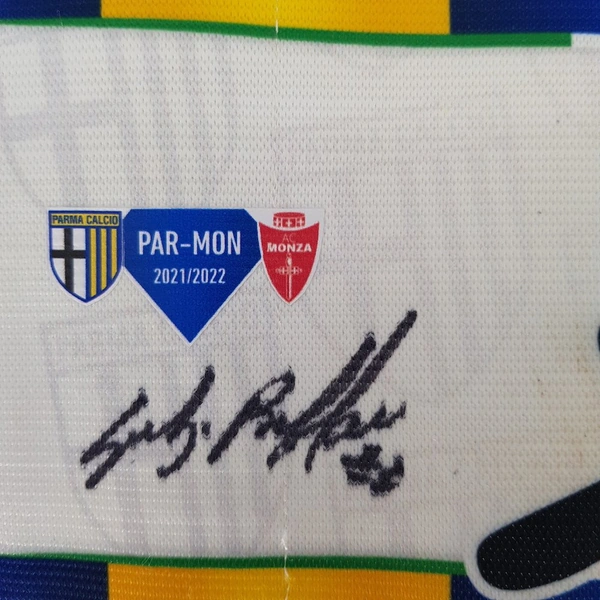 PARMA CALCIO
PAR-MON
2021/2022
AC
MONZA